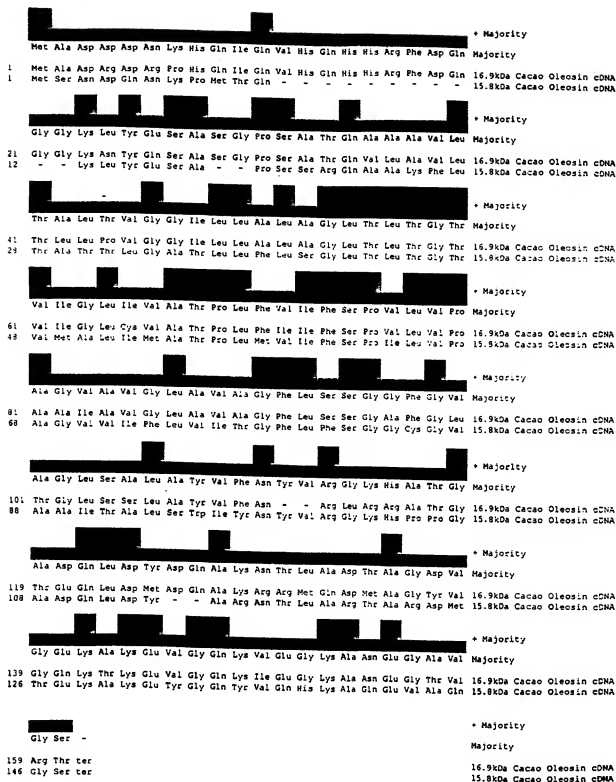 + Majority
Met Ala Asp Asp Asp Asn Lys His Gln Ile Gln Val His Gln His His Arg Phe Asp Gln Majority
1 Met Ala Asp Arg Asp Arg Pro His Gln Ile Gln Val His Gln His His Arg Phe Asp Gln 16.9kDa Cacao Oleosin cDNA
1 Met Ser Asn Asp Gln Asn Lys Pro Met Thr Gln - - - - - - - - - 15.8kDa Cacao Oleosin cDNA
+ Majority
Gly Gly Lys Leu Tyr Glu Ser Ala Ser Gly Pro Ser Ala Thr Gln Ala Ala Ala Val Leu Majority
21 Gly Gly Lys Asn Tyr Gln Ser Ala Ser Gly Pro Ser Ala Thr Gln Val Leu Ala Val Leu 16.9kDa Cacao Oleosin cDNA
12 - - Lys Leu Tyr Glu Ser Ala - - Pro Ser Ser Arg Gln Ala Ala Lys Phe Leu 15.8kDa Cacao Oleosin cDNA
+ Majority
Thr Ala Leu Thr Val Gly Gly Ile Leu Leu Ala Leu Ala Gly Leu Thr Leu Thr Gly Thr Majority
41 Thr Leu Leu Pro Val Gly Gly Ile Leu Leu Ala Leu Ala Gly Leu Thr Leu Thr Gly Thr 16.9kDa Cacao Oleosin cDNA
29 Thr Ala Thr Thr Leu Gly Ala Thr Leu Leu Phe Leu Ser Gly Leu Thr Leu Thr Gly Thr 15.8kDa Cacao Oleosin cDNA
+ Majority
Val Ile Gly Leu Ile Val Ala Thr Pro Leu Phe Val Ile Phe Ser Pro Val Leu Val Pro Majority
61 Val Ile Gly Leu Cys Val Ala Thr Pro Leu Phe Ile Ile Phe Ser Pro Val Leu Val Pro 16.9kDa Cacao Oleosin cDNA
48 Val Met Ala Leu Ile Met Ala Thr Pro Leu Met Val Ile Phe Ser Pro Ile Leu Val Pro 15.8kDa Cacao Oleosin cDNA
+ Majority
Ala Gly Val Ala Val Gly Leu Ala Val Ala Gly Phe Leu Ser Ser Gly Gly Phe Gly Val Majority
81 Ala Ala Ile Ala Val Gly Leu Ala Val Ala Gly Phe Leu Ser Ser Gly Ala Phe Gly Leu 16.9kDa Cacao Oleosin cDNA
68 Ala Gly Val Val Ile Phe Leu Val Ile Thr Gly Phe Leu Phe Ser Gly Gly Cys Gly Val 15.8kDa Cacao Oleosin cDNA
+ Majority
Ala Gly Leu Ser Ala Leu Ala Tyr Val Phe Asn Tyr Val Arg Gly Lys His Ala Thr Gly Majority
101 Thr Gly Leu Ser Ser Leu Ala Tyr Val Phe Asn - - Arg Leu Arg Arg Ala Thr Gly 16.9kDa Cacao Oleosin cDNA
88 Ala Ala Ile Thr Ala Leu Ser Trp Ile Tyr Asn Tyr Val Arg Gly Lys His Pro Pro Gly 15.8kDa Cacao Oleosin cDNA
+ Majority
Ala Asp Gln Leu Asp Tyr Asp Gln Ala Lys Asn Thr Leu Ala Asp Thr Ala Gly Asp Val Majority
119 Thr Glu Gln Leu Asp Met Asp Gln Ala Lys Arg Arg Met Gln Asp Met Ala Gly Tyr Val 16.9kDa Cacao Oleosin cDNA
108 Ala Asp Gln Leu Asp Tyr - - Ala Arg Asn Thr Leu Ala Arg Thr Ala Arg Asp Met 15.8kDa Cacao Oleosin cDNA
+ Majority
Gly Glu Lys Ala Lys Glu Val Gly Gln Lys Val Glu Gly Lys Ala Asn Glu Gly Ala Val Majority
139 Gly Gln Lys Thr Lys Glu Val Gly Gln Lys Ile Glu Gly Lys Ala Asn Glu Gly Thr Val 16.9kDa Cacao Oleosin cDNA
126 Thr Glu Lys Ala Lys Glu Tyr Gly Gln Tyr Val Gln His Lys Ala Gln Glu Val Ala Gln 15.8kDa Cacao Oleosin cDNA
+ Majority
Gly Ser - Majority
159 Arg Thr ter 16.9kDa Cacao Oleosin cDNA
146 Gly Ser ter 15.8kDa Cacao Oleosin cDNA